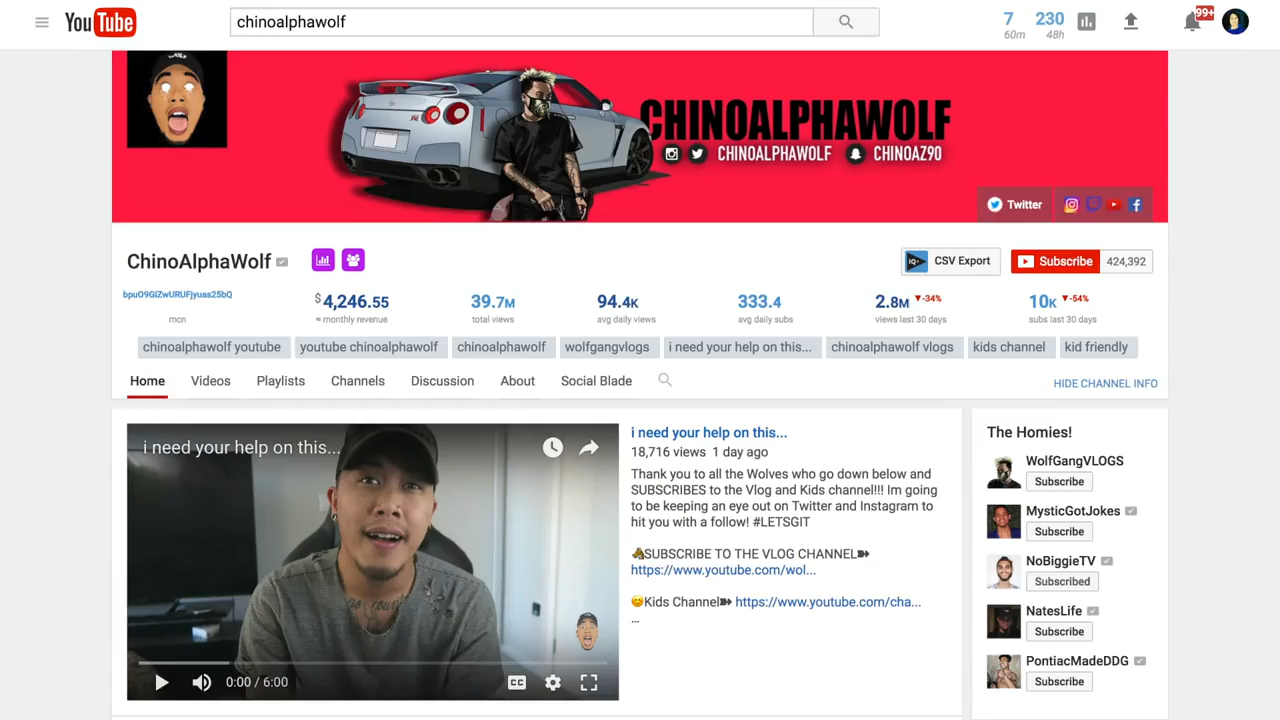 YouTube
chinoalphawolf
7
60m
230
48h
99+
CHINOALPHAWOLF
CHINOALPHAWOLF
CHINOAZ90
Twitter
ChinoAlphaWolf
CSV Export
Subscribe
424,392
bpuO9GiZwURUFjyuas25bQ
mcn
$4,246.55
≈ monthly revenue
39.7M
total views
94.4K
avg daily views
333.4
avg daily subs
2.8M ▼-34%
views last 30 days
10K ▼-54%
subs last 30 days
chinoalphawolf youtube
youtube chinoalphawolf
chinoalphawolf
wolfgangvlogs
i need your help on this...
chinoalphawolf vlogs
kids channel
kid friendly
Home
Videos
Playlists
Channels
Discussion
About
Social Blade
HIDE CHANNEL INFO
i need your help on this...
0:00 / 6:00
CC
i need your help on this...
18,716 views 1 day ago
Thank you to all the Wolves who go down below and
SUBSCRIBES to the Vlog and Kids channel!!! Im going
to be keeping an eye out on Twitter and Instagram to
hit you with a follow! #LETSGIT
SUBSCRIBE TO THE VLOG CHANNEL
https://www.youtube.com/wol...
Kids Channel https://www.youtube.com/cha...
...
The Homies!
WolfGangVLOGS
Subscribe
MysticGotJokes
Subscribe
NoBiggieTV
Subscribed
NatesLife
Subscribe
PontiacMadeDDG
Subscribe